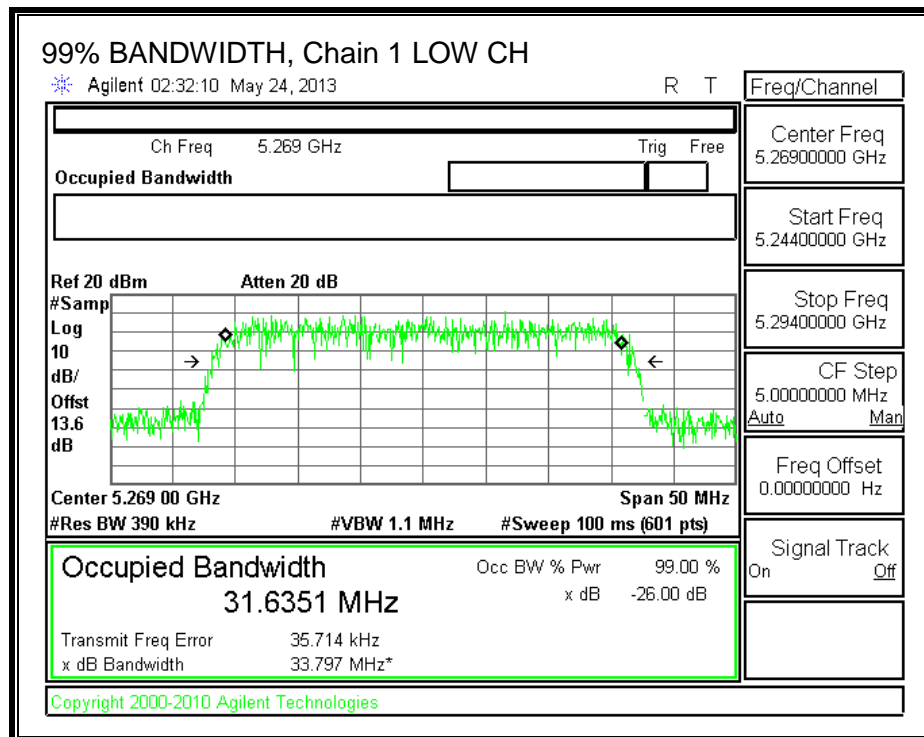 99% BANDWIDTH, Chain 1 LOW CH
Agilent 02:32:10 May 24, 2013 R T
Freq/Channel
Ch Freq 5.269 GHz Trig Free
Occupied Bandwidth
Center Freq
5.26900000 GHz
Start Freq
5.24400000 GHz
Stop Freq
5.29400000 GHz
CF Step
5.00000000 MHz
Auto Man
Freq Offset
0.00000000 Hz
Signal Track
On Off
Ref 20 dBm Atten 20 dB
#Samp
Log
10
dB/
Offst
13.6
dB
Center 5.269 00 GHz Span 50 MHz
#Res BW 390 kHz #VBW 1.1 MHz #Sweep 100 ms (601 pts)
Occupied Bandwidth Occ BW % Pwr 99.00 %
31.6351 MHz x dB -26.00 dB
Transmit Freq Error 35.714 kHz
x dB Bandwidth 33.797 MHz*
Copyright 2000-2010 Agilent Technologies